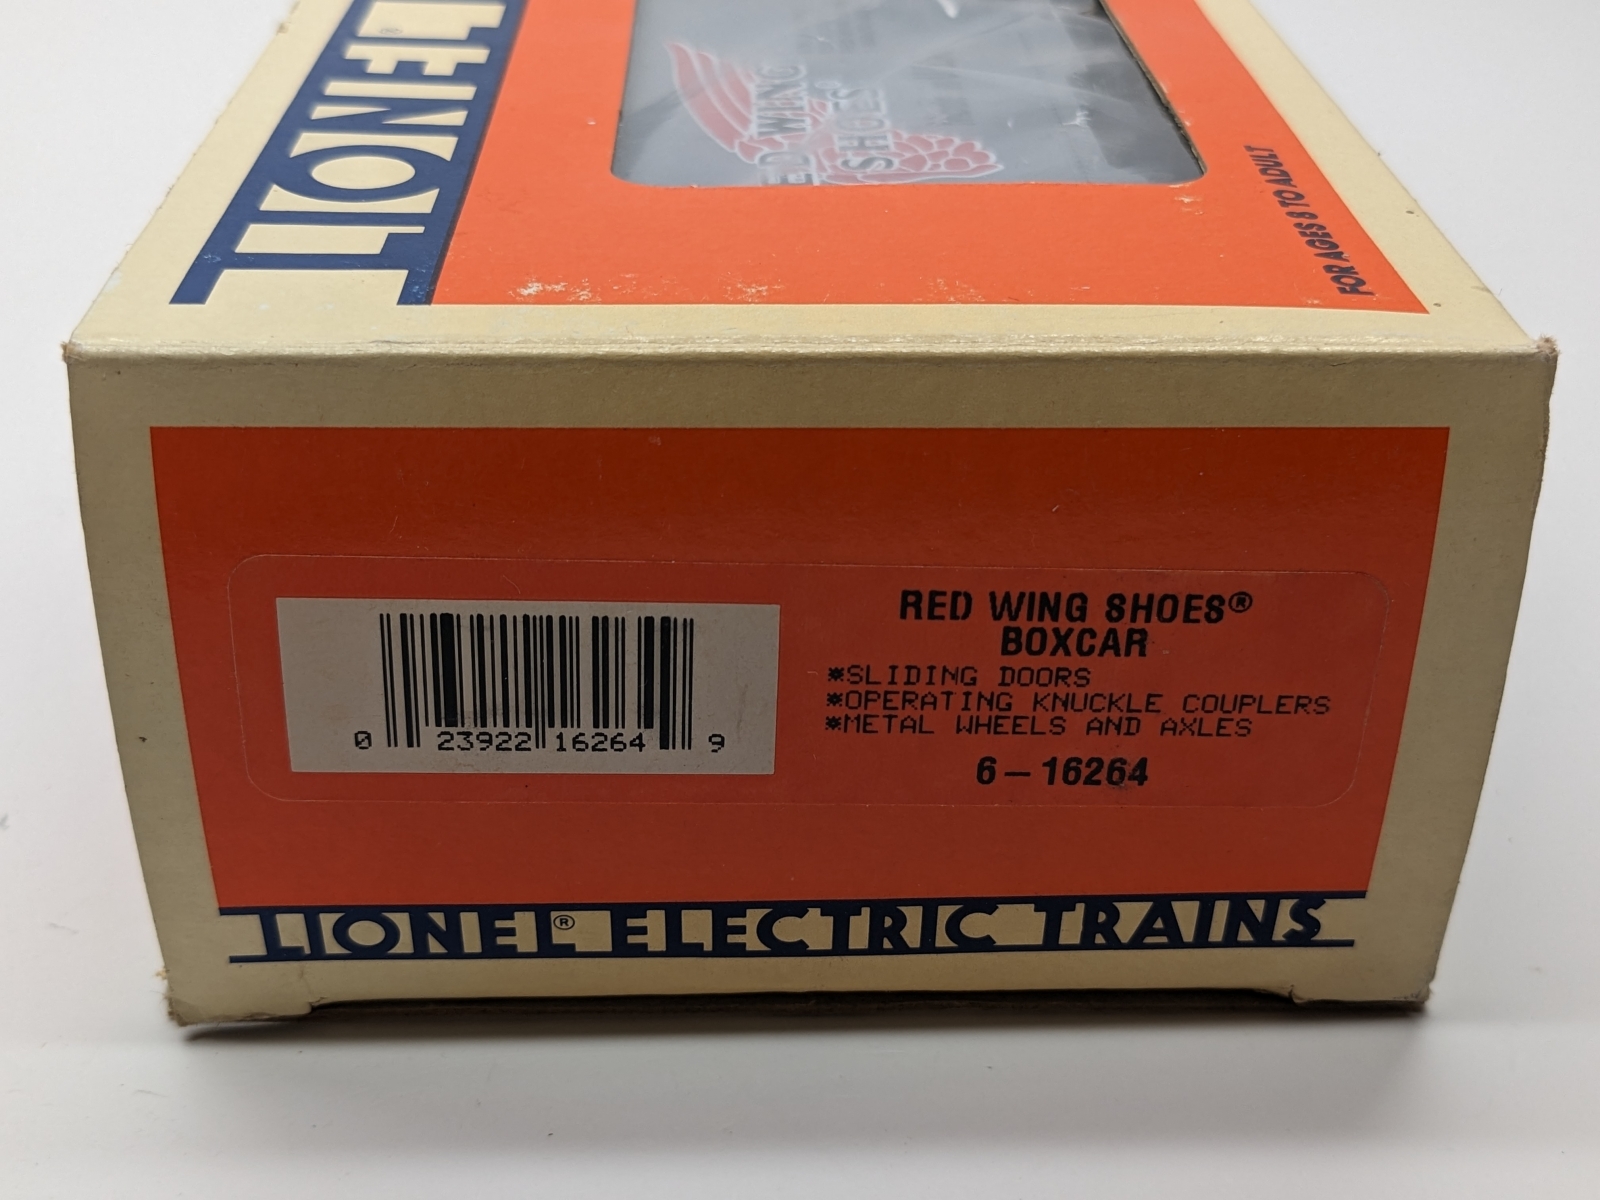 LIONEL®
RED WING
SHOES®
FOR AGES 8 TO ADULT
RED WING SHOES®
BOXCAR
*SLIDING DOORS
*OPERATING KNUCKLE COUPLERS
*METAL WHEELS AND AXLES
6-16264
0 23922 16264 9
LIONEL® ELECTRIC TRAINS